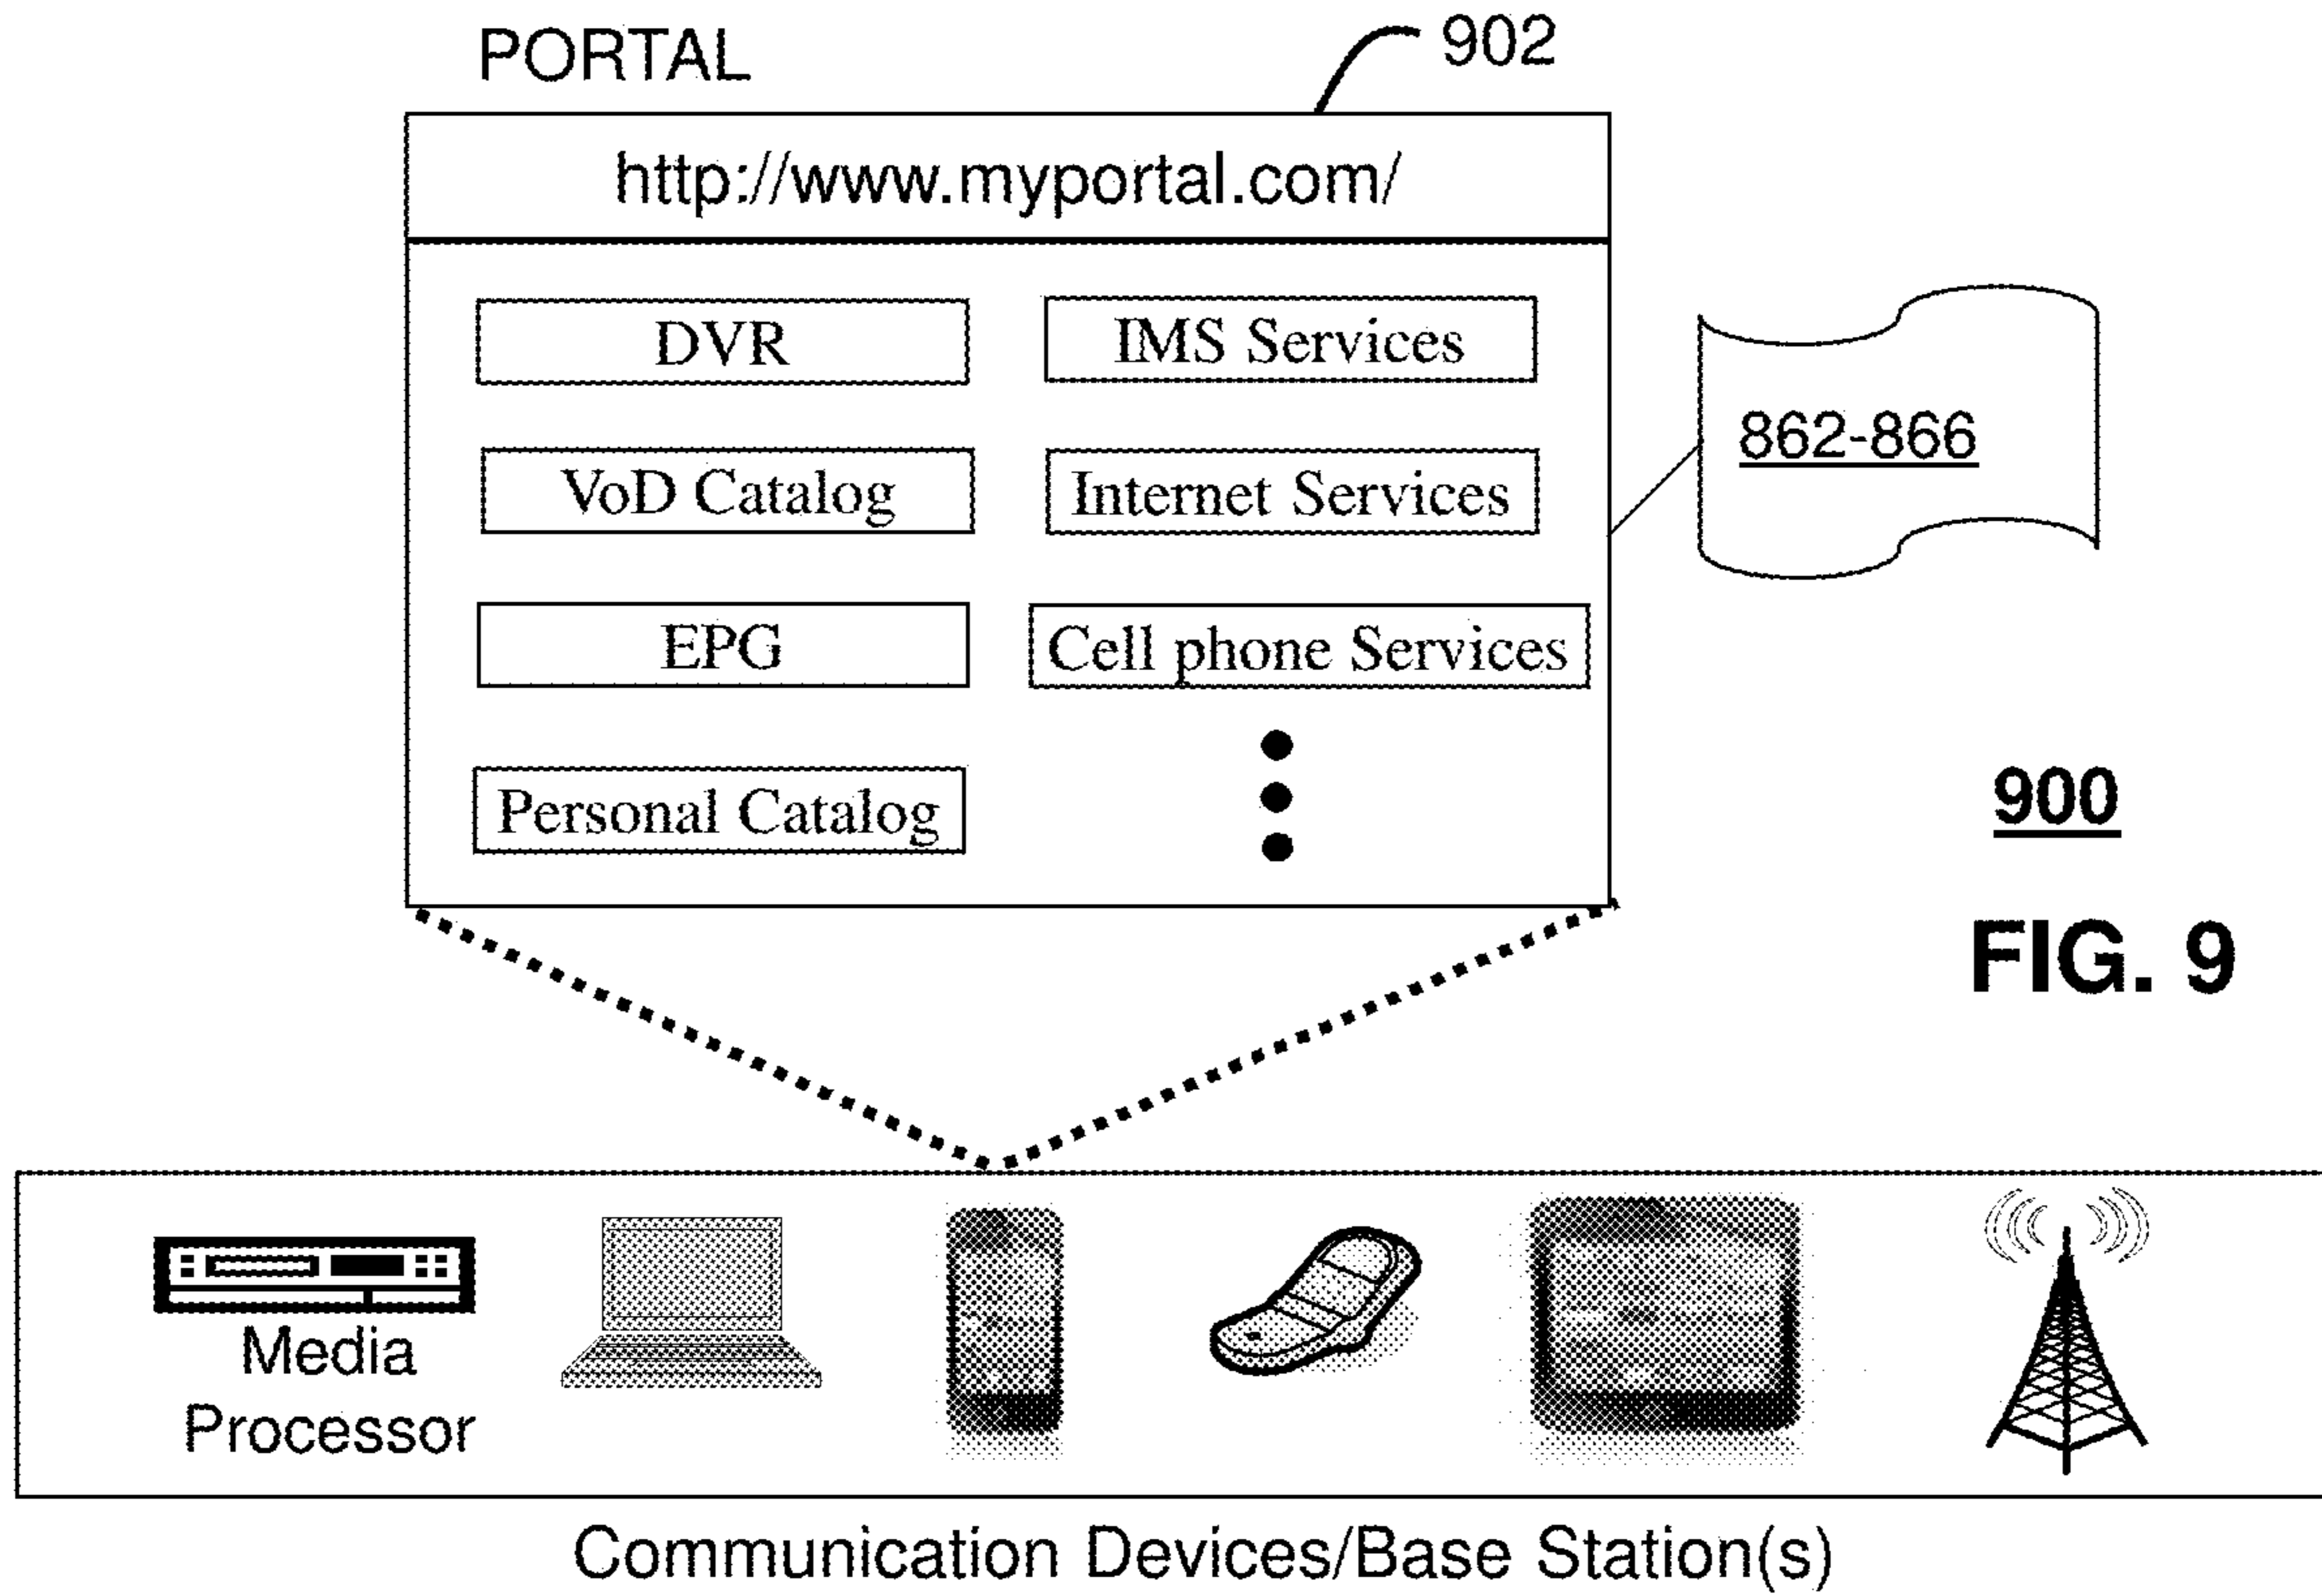 PORTAL
902
http://www.myportal.com/
DVR
IMS Services
VoD Catalog
Internet Services
862-866
EPG
Cell phone Services
Personal Catalog
900
FIG. 9
Media
Processor
Communication Devices/Base Station(s)